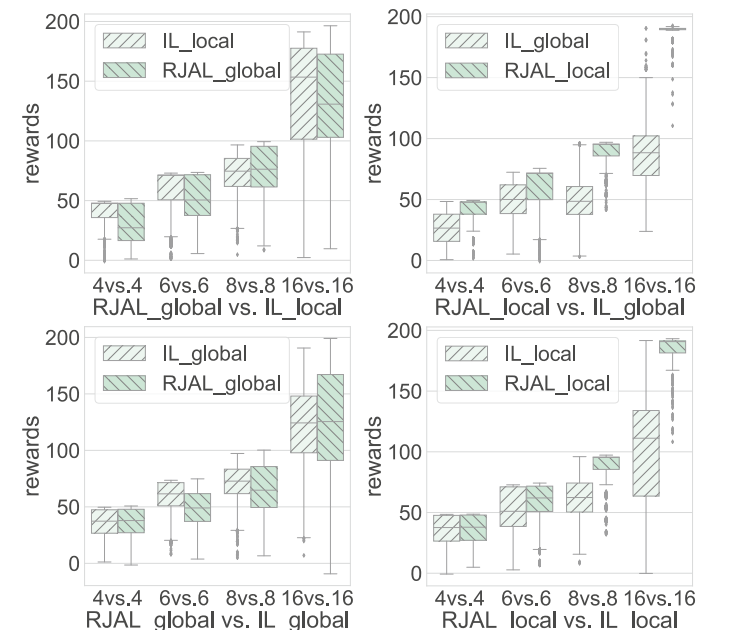 200
150
100
50
0
rewards
IL_local
RJAL_global
4vs.4 6vs.6 8vs.8 16vs.16
RJAL_global vs. IL_local
200
150
100
50
0
rewards
IL_global
RJAL_local
4vs.4 6vs.6 8vs.8 16vs.16
RJAL_local vs. IL_global
200
150
100
50
0
rewards
IL_global
RJAL_global
4vs.4 6vs.6 8vs.8 16vs.16
RJAL_global vs. IL_global
200
150
100
50
0
rewards
IL_local
RJAL_local
4vs.4 6vs.6 8vs.8 16vs.16
RJAL_local vs. IL_local